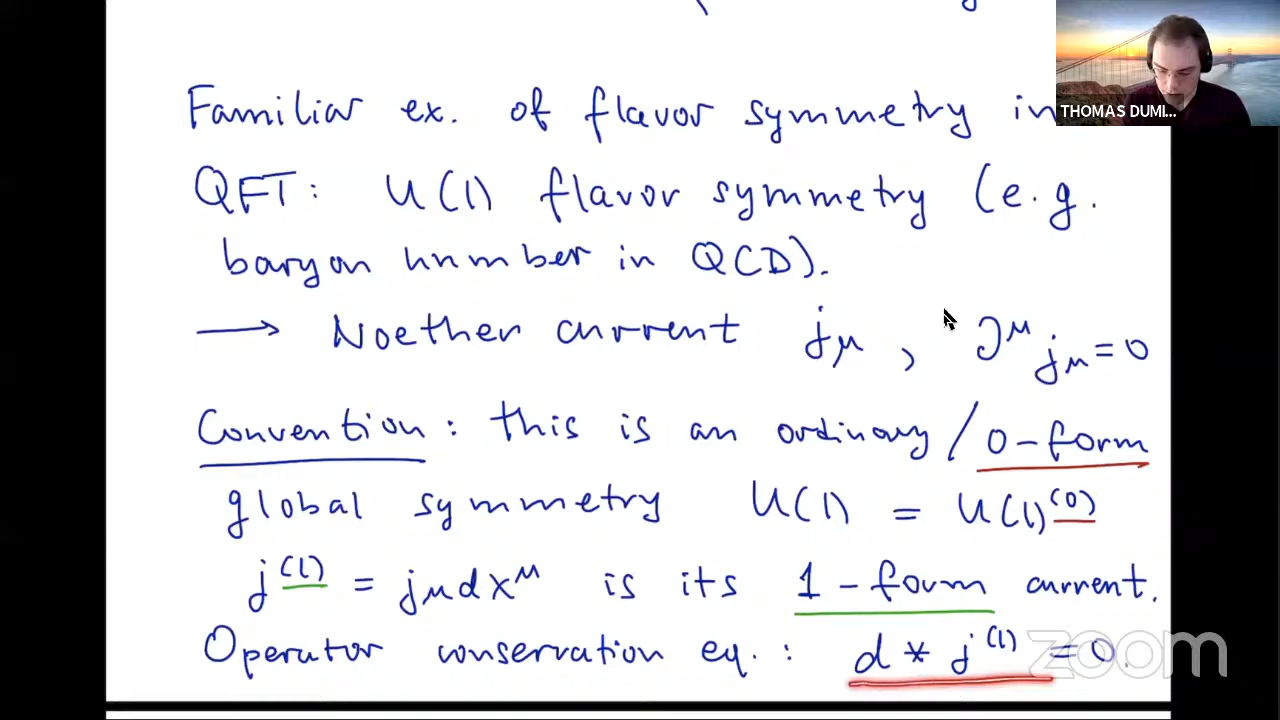 THOMAS DUMI...
Familiar ex. of flavor symmetry in
QFT: U(1) flavor symmetry (e.g.
baryon number in QCD).
⟶ Noether current jμ , ∂^μ jμ = 0
Convention: this is an ordinary / 0-form
global symmetry U(1) = U(1)^(0)
j^(1) = jμ dx^μ is its 1-form current.
Operator conservation eq.: d * j^(1) = 0.
zoom